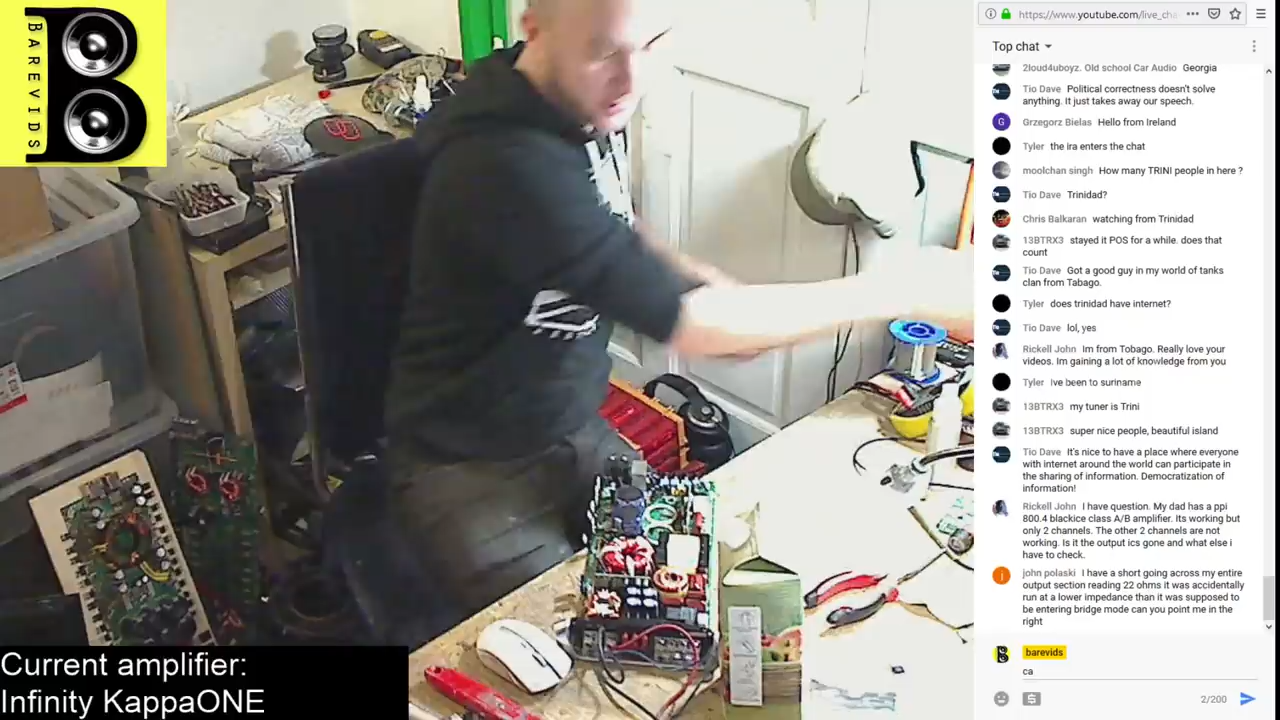 BAREVIDS
https://www.youtube.com/live_cha
Top chat
2loud4uboyz. Old school Car Audio Georgia
Tio Dave Political correctness doesn't solve
anything. It just takes away our speech.
G
Grzegorz Bielas Hello from Ireland
Tyler the ira enters the chat
moolchan singh How many TRINI people in here ?
Tio Dave Trinidad?
Chris Balkaran watching from Trinidad
13BTRX3 stayed it POS for a while. does that
count
Tio Dave Got a good guy in my world of tanks
clan from Tabago.
Tyler does trinidad have internet?
Tio Dave lol, yes
Rickell John Im from Tobago. Really love your
videos. Im gaining a lot of knowledge from you
Tyler ive been to suriname
13BTRX3 my tuner is Trini
13BTRX3 super nice people, beautiful island
Tio Dave It's nice to have a place where everyone
with internet around the world can participate in
the sharing of information. Democratization of
information!
Rickell John I have question. My dad has a ppi
800.4 blackice class A/B amplifier. Its working but
only 2 channels. The other 2 channels are not
working. Is it the output ics gone and what else i
have to check.
j
john polaski I have a short going across my entire
output section reading 22 ohms it was accidentally
run at a lower impedance than it was supposed to
be entering bridge mode can you point me in the
right
barevids
ca
2/200
Current amplifier:
Infinity KappaONE